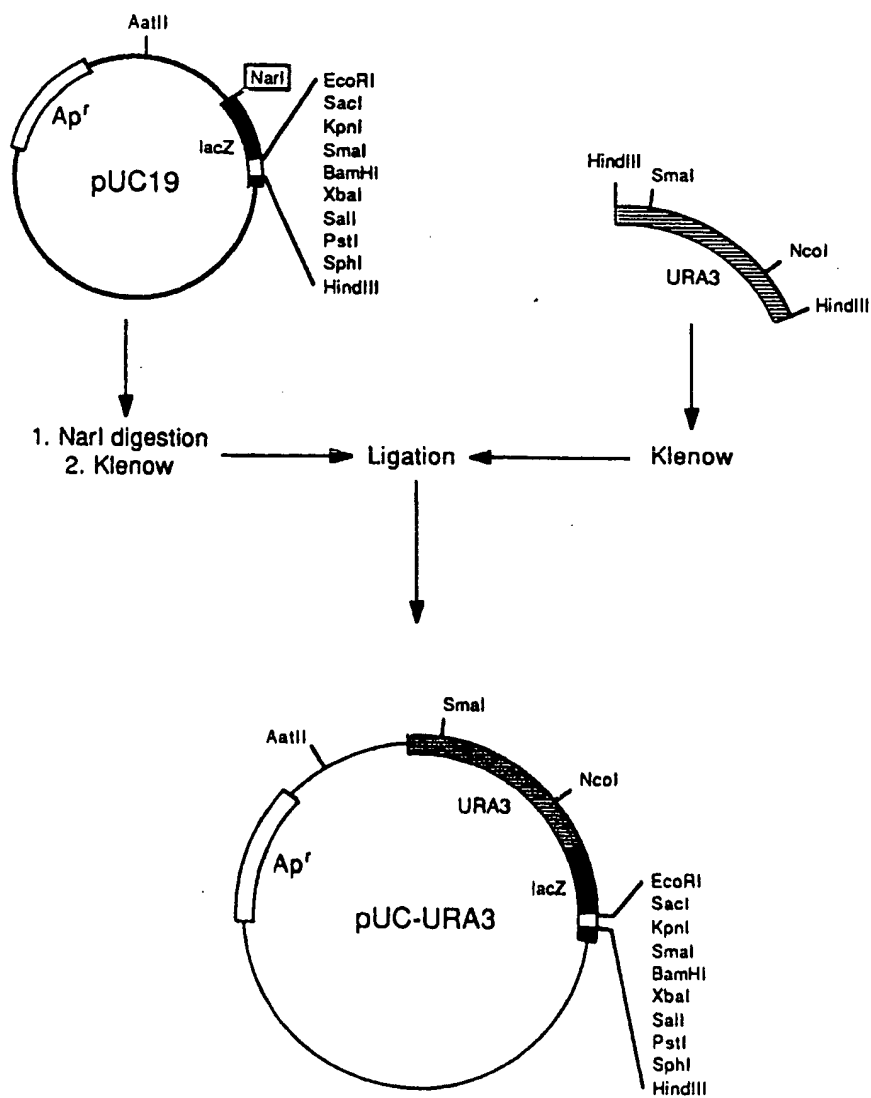 AatII
NarI
Apʳ
lacZ
pUC19
EcoRI
SacI
KpnI
SmaI
BamHI
XbaI
SalI
PstI
SphI
HindIII
HindIII
SmaI
NcoI
URA3
HindIII
1. NarI digestion
2. Klenow
Ligation
Klenow
SmaI
AatII
NcoI
URA3
Apʳ
lacZ
pUC-URA3
EcoRI
SacI
KpnI
SmaI
BamHI
XbaI
SalI
PstI
SphI
HindIII